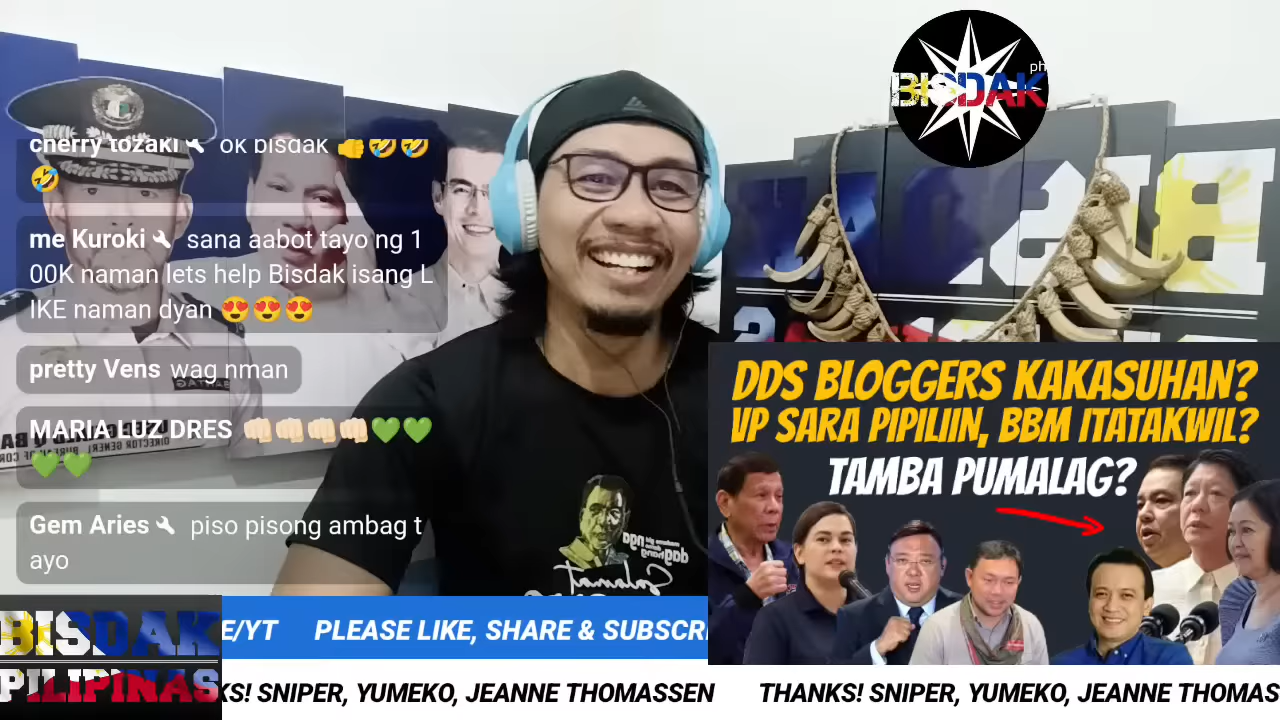 cherry tozaki ok bisdak
me Kuroki sana aabot tayo ng 1
00K naman lets help Bisdak isang L
IKE naman dyan
pretty Vens wag nman
MARIA LUZ DRES
Gem Aries piso pisong ambag t
ayo
ph
BISDAK
DDS BLOGGERS KAKASUHAN?
VP SARA PIPILIIN, BBM ITATAKWIL?
TAMBA PUMALAG?
Salamat
BISDAK
PILIPINAS
E/YT PLEASE LIKE, SHARE & SUBSCR
KS! SNIPER, YUMEKO, JEANNE THOMASSEN THANKS! SNIPER, YUMEKO, JEANNE THOMAS